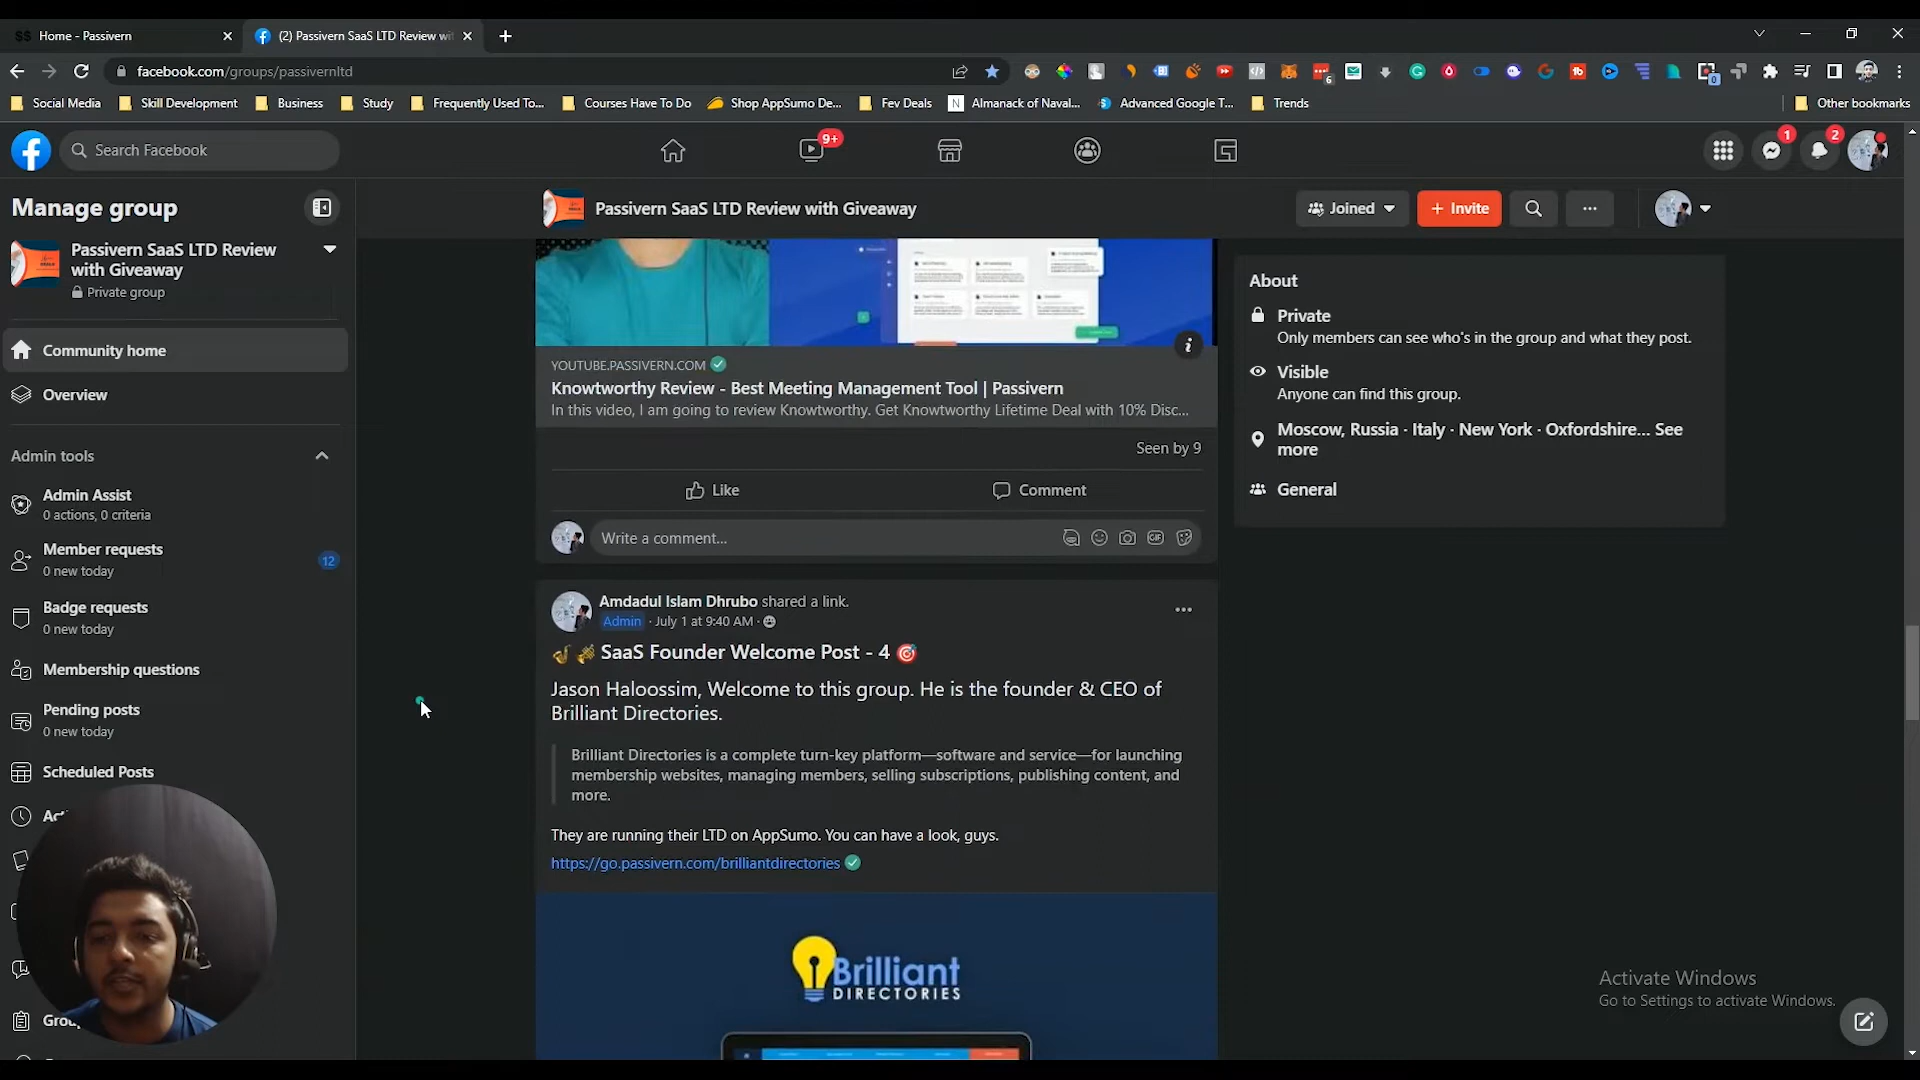 Home - Passivern
(2) Passivern SaaS LTD Review wit
facebook.com/groups/passivernltd
Social Media
Skill Development
Business
Study
Frequently Used To...
Courses Have To Do
Shop AppSumo De...
Fev Deals
Almanack of Naval...
Advanced Google T...
Trends
Other bookmarks
Search Facebook
9+
1
2
Manage group
Passivern SaaS LTD Review
with Giveaway
Private group
Community home
Overview
Admin tools
Admin Assist
0 actions, 0 criteria
Member requests
0 new today
12
Badge requests
0 new today
Membership questions
Pending posts
0 new today
Scheduled Posts
Passivern SaaS LTD Review with Giveaway
Joined
+ Invite
YOUTUBE.PASSIVERN.COM
Knowtworthy Review - Best Meeting Management Tool | Passivern
In this video, I am going to review Knowtworthy. Get Knowtworthy Lifetime Deal with 10% Disc...
Seen by 9
Like
Comment
Write a comment...
GIF
Amdadul Islam Dhrubo shared a link.
Admin · July 1 at 9:40 AM ·
SaaS Founder Welcome Post - 4
Jason Haloossim, Welcome to this group. He is the founder & CEO of
Brilliant Directories.
Brilliant Directories is a complete turn-key platform—software and service—for launching
membership websites, managing members, selling subscriptions, publishing content, and
more.
They are running their LTD on AppSumo. You can have a look, guys.
https://go.passivern.com/brilliantdirectories
Brilliant
DIRECTORIES
About
Private
Only members can see who's in the group and what they post.
Visible
Anyone can find this group.
Moscow, Russia · Italy · New York · Oxfordshire... See
more
General
Activate Windows
Go to Settings to activate Windows.